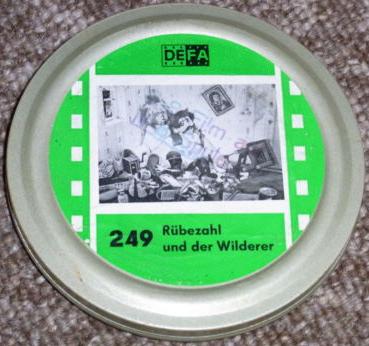 DEFA
249 Rübezahl
und der Wilderer